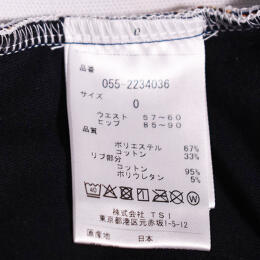 品番
055-2234036
サイズ
0
ウエスト 57~60
ヒップ 85~90
品質
ポリエステル 67%
コットン 33%
リブ部分
コットン 95%
ポリウレタン 5%
株式会社 TSI
東京都港区元赤坂1-5-12
原産地 日本